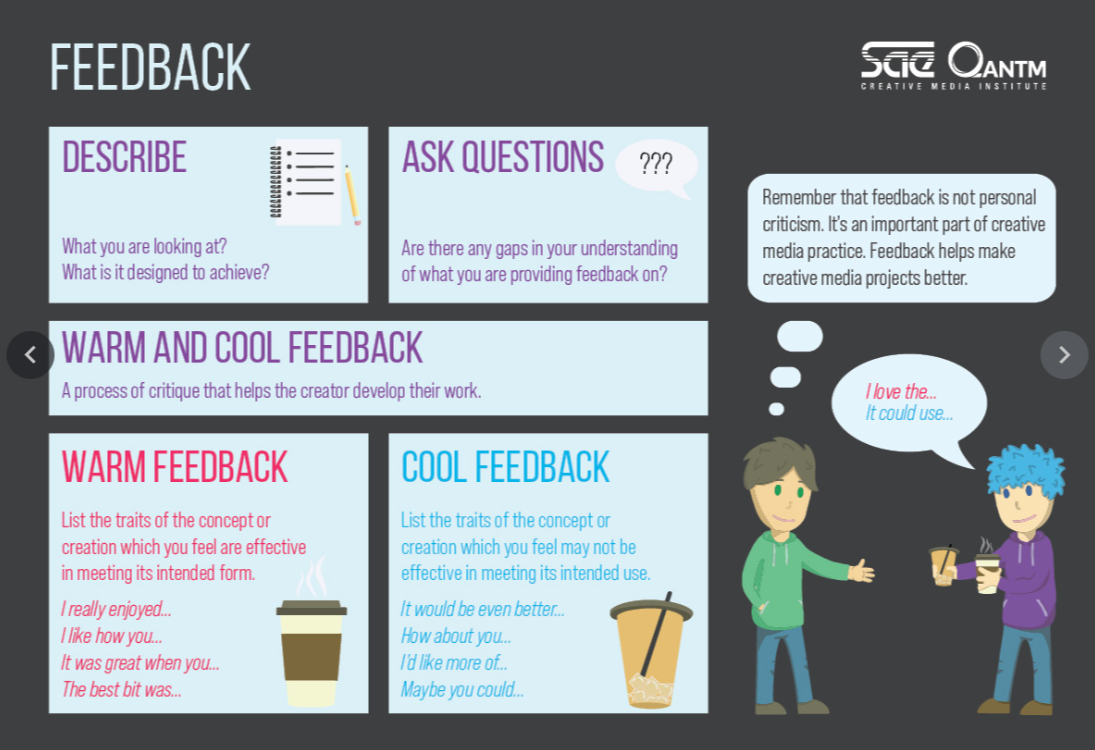 FEEDBACK
SAE QANTM
CREATIVE MEDIA INSTITUTE
DESCRIBE
What you are looking at?
What is it designed to achieve?
ASK QUESTIONS
???
Are there any gaps in your understanding
of what you are providing feedback on?
Remember that feedback is not personal
criticism. It's an important part of creative
media practice. Feedback helps make
creative media projects better.
WARM AND COOL FEEDBACK
A process of critique that helps the creator develop their work.
I love the...
It could use...
WARM FEEDBACK
List the traits of the concept or
creation which you feel are effective
in meeting its intended form.
I really enjoyed...
I like how you...
It was great when you...
The best bit was...
COOL FEEDBACK
List the traits of the concept or
creation which you feel may not be
effective in meeting its intended use.
It would be even better...
How about you...
I'd like more of...
Maybe you could...